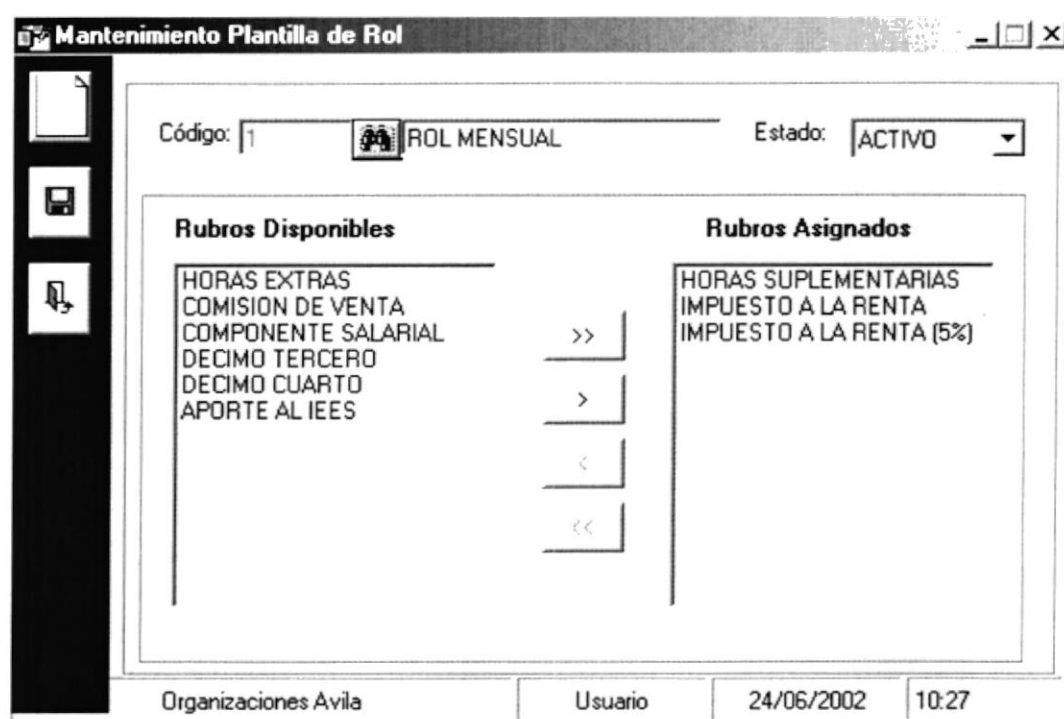 Mantenimiento Plantilla de Rol
Código: 1 ROL MENSUAL Estado: ACTIVO
Rubros Disponibles Rubros Asignados
HORAS EXTRAS
COMISION DE VENTA
COMPONENTE SALARIAL
DECIMO TERCERO
DECIMO CUARTO
APORTE AL IEES
>>
>
<
<<
HORAS SUPLEMENTARIAS
IMPUESTO A LA RENTA
IMPUESTO A LA RENTA (5%)
Organizaciones Avila Usuario 24/06/2002 10:27